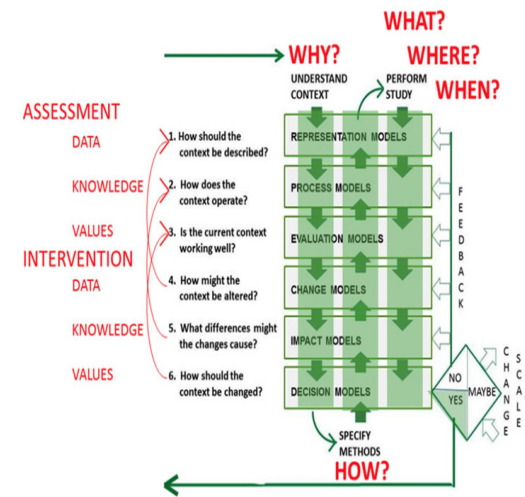 WHAT?
WHY?
WHERE?
UNDERSTAND
CONTEXT
PERFORM
STUDY
WHEN?
ASSESSMENT
DATA
1. How should the
context be described?
REPRESENTATION MODELS
KNOWLEDGE
2. How does the
context operate?
PROCESS MODELS
VALUES
3. Is the current context
working well?
EVALUATION MODELS
INTERVENTION
DATA
4. How might the
context be altered?
CHANGE MODELS
KNOWLEDGE
5. What differences might
the changes cause?
IMPACT MODELS
VALUES
6. How should the
context be changed?
DECISION MODELS
FEEDBACK
NO
YES
MAYBE
CHANGE
SCALE
SPECIFY
METHODS
HOW?